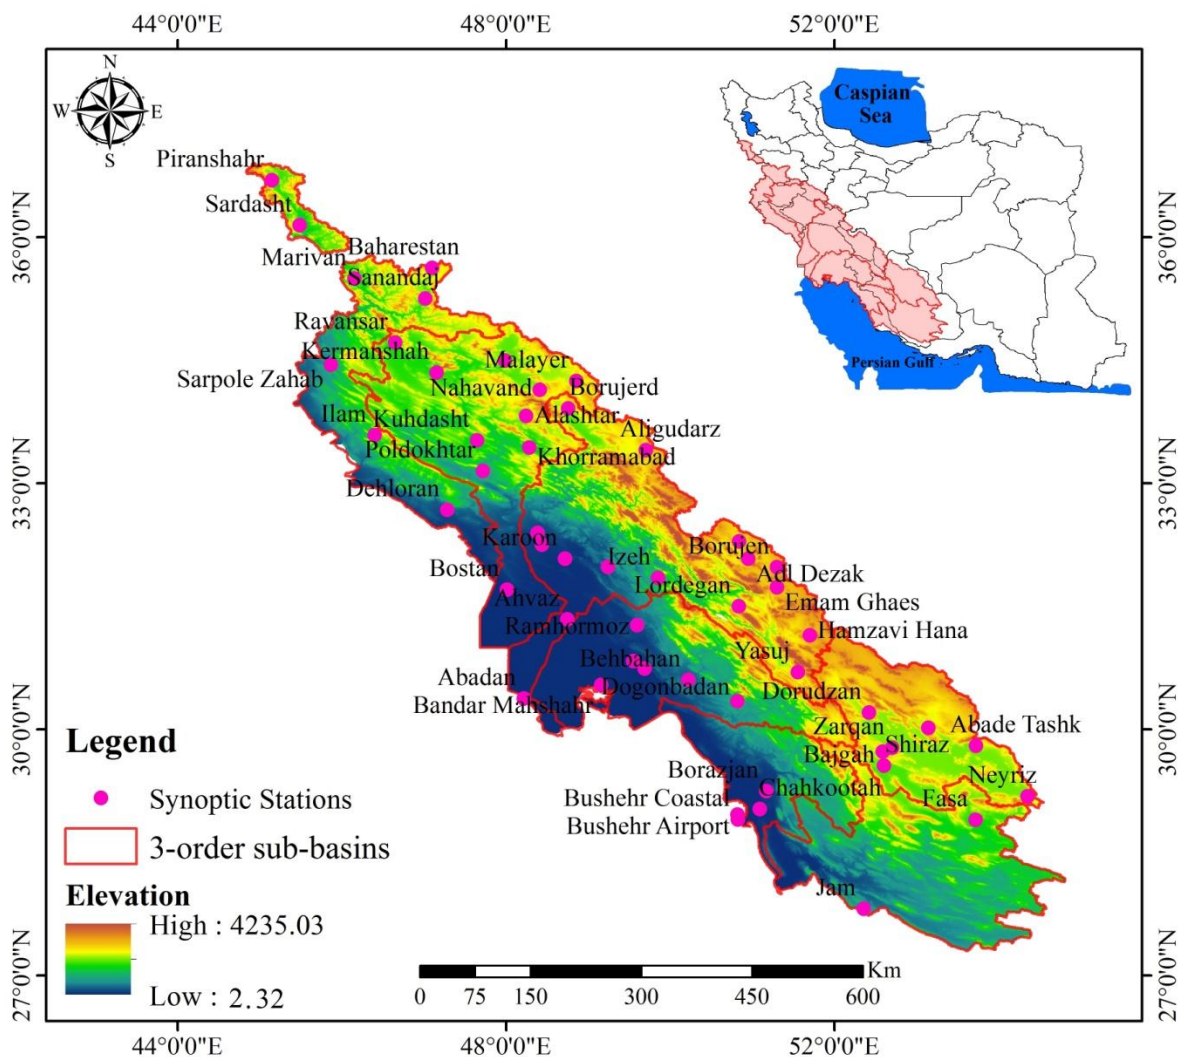 44°0'0"E
48°0'0"E
52°0'0"E
N
W
E
S
Caspian
Sea
Persian Gulf
36°0'0"N
36°0'0"N
33°0'0"N
33°0'0"N
30°0'0"N
30°0'0"N
27°0'0"N
27°0'0"N
Piranshahr
Sardasht
Marivan
Baharestan
Sanandaj
Ravansar
Kermanshah
Sarpole Zahab
Malayer
Nahavand
Borujerd
Ilam
Kuhdasht
Alashtar
Aligudarz
Poldokhtar
Khorramabad
Dehloran
Karoon
Borujen
Izeh
Bostan
Adl Dezak
Lordegan
Ahvaz
Emam Ghaes
Ramhormoz
Hamzavi Hana
Yasuj
Behbahan
Abadan
Dogonbadan
Dorudzan
Bandar Mahshahr
Zarqan
Abade Tashk
Shiraz
Bajgah
Borazjan
Neyriz
Chahkootah
Fasa
Bushehr Coastal
Bushehr Airport
Jam
Legend
Synoptic Stations
3-order sub-basins
Elevation
High : 4235.03
Low : 2.32
Km
0 75 150 300 450 600
44°0'0"E
48°0'0"E
52°0'0"E